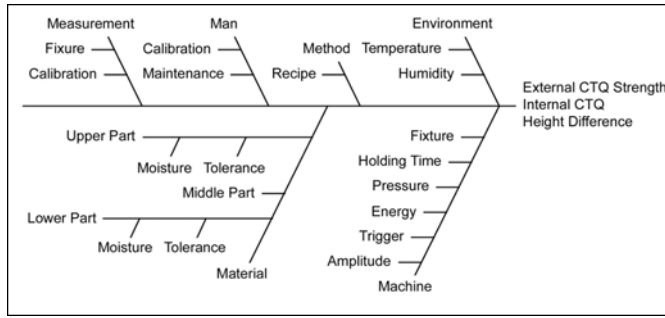 Measurement
Man
Environment
Fixure
Calibration
Method
Temperature
Calibration
Maintenance
Recipe
Humidity
External CTQ Strength
Internal CTQ
Height Difference
Upper Part
Fixture
Moisture
Tolerance
Holding Time
Middle Part
Pressure
Lower Part
Energy
Moisture
Tolerance
Trigger
Material
Amplitude
Machine